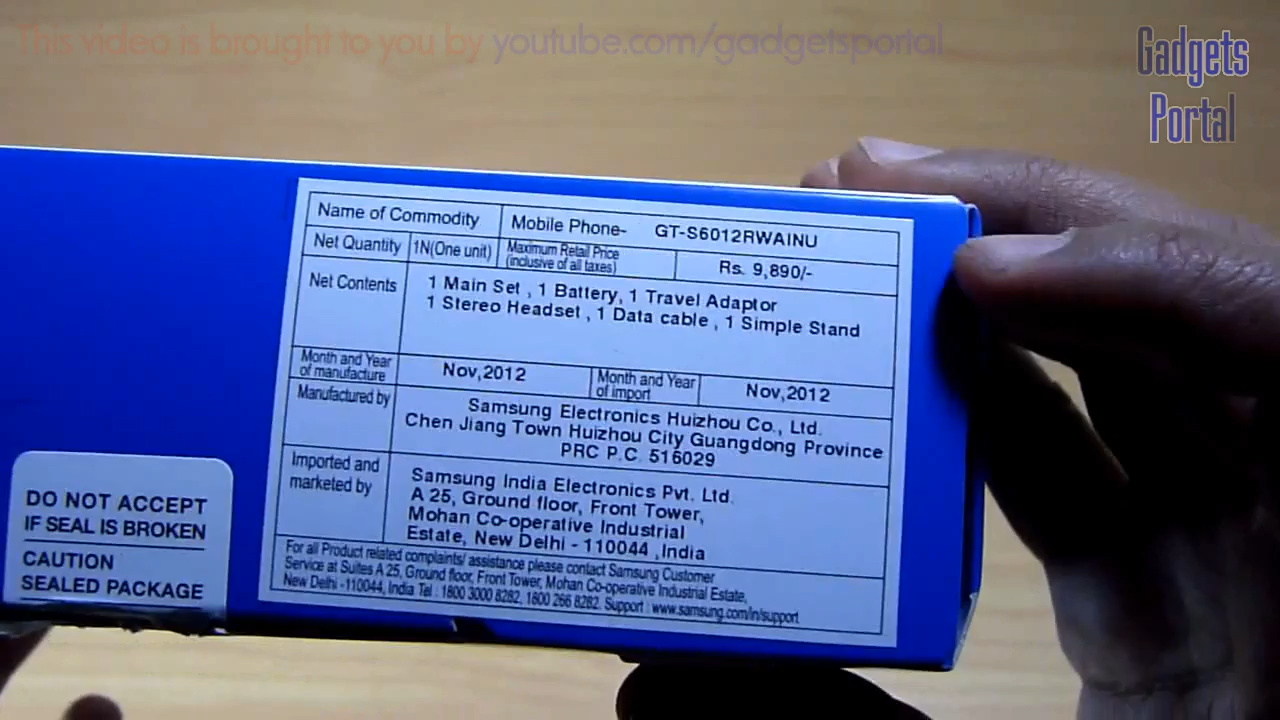 This video is brought to you by youtube.com/gadgetsportal
Gadgets
Portal
Name of Commodity
Mobile Phone- GT-S6012RWAINU
Net Quantity
1N(One unit)
Maximum Retail Price
(inclusive of all taxes)
Rs. 9,890/-
Net Contents
1 Main Set , 1 Battery, 1 Travel Adaptor
1 Stereo Headset , 1 Data cable , 1 Simple Stand
Month and Year
of manufacture
Nov,2012
Month and Year
of import
Nov,2012
Manufactured by
Samsung Electronics Huizhou Co., Ltd.
Chen Jiang Town Huizhou City Guangdong Province
PRC P.C. 516029
Imported and
marketed by
Samsung India Electronics Pvt. Ltd.
A 25, Ground floor, Front Tower,
Mohan Co-operative Industrial
Estate, New Delhi - 110044 ,India
For all Product related complaints/ assistance please contact Samsung Customer
Service at Suites A 25, Ground floor, Front Tower, Mohan Co-operative Industrial Estate,
New Delhi -110044, India Tel : 1800 3000 8282, 1800 266 8282. Support : www.samsung.com/in/support
DO NOT ACCEPT
IF SEAL IS BROKEN
CAUTION
SEALED PACKAGE